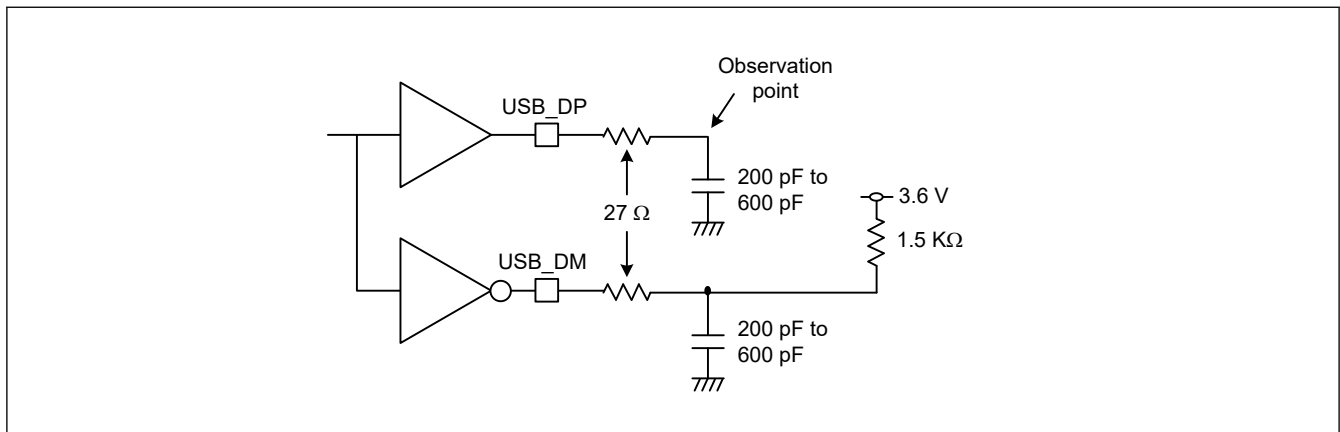 Observation
point
USB_DP
200 pF to
600 pF
3.6 V
27 Ω
1.5 KΩ
USB_DM
200 pF to
600 pF